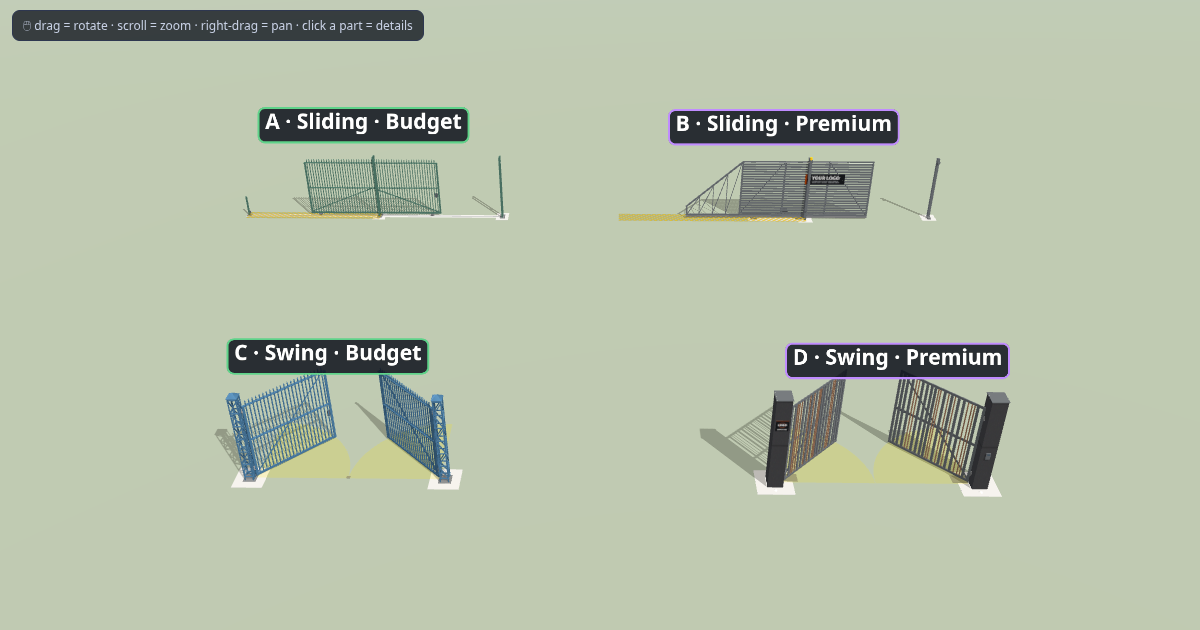 drag = rotate · scroll = zoom · right-drag = pan · click a part = details
A · Sliding · Budget
B · Sliding · Premium
YOUR LOGO
C · Swing · Budget
D · Swing · Premium